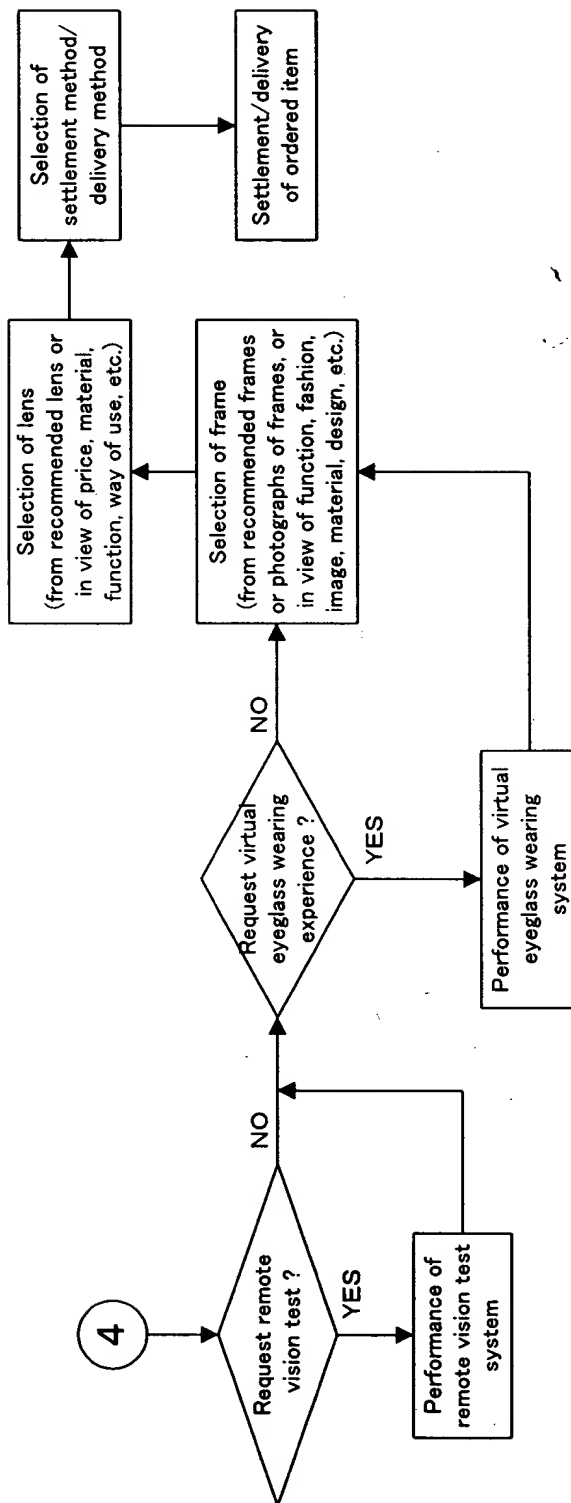 4
Request remote
vision test ?
YES
NO
Performance of
remote vision test
system
Request virtual
eyeglass wearing
experience ?
YES
NO
Performance of virtual
eyeglass wearing
system
Selection of frame
(from recommended frames
or photographs of frames, or
in view of function, fashion,
image, material, design, etc.)
Selection of lens
(from recommended lens or
in view of price, material,
function, way of use, etc.)
Selection of
settlement method/
delivery method
Settlement/delivery
of ordered item